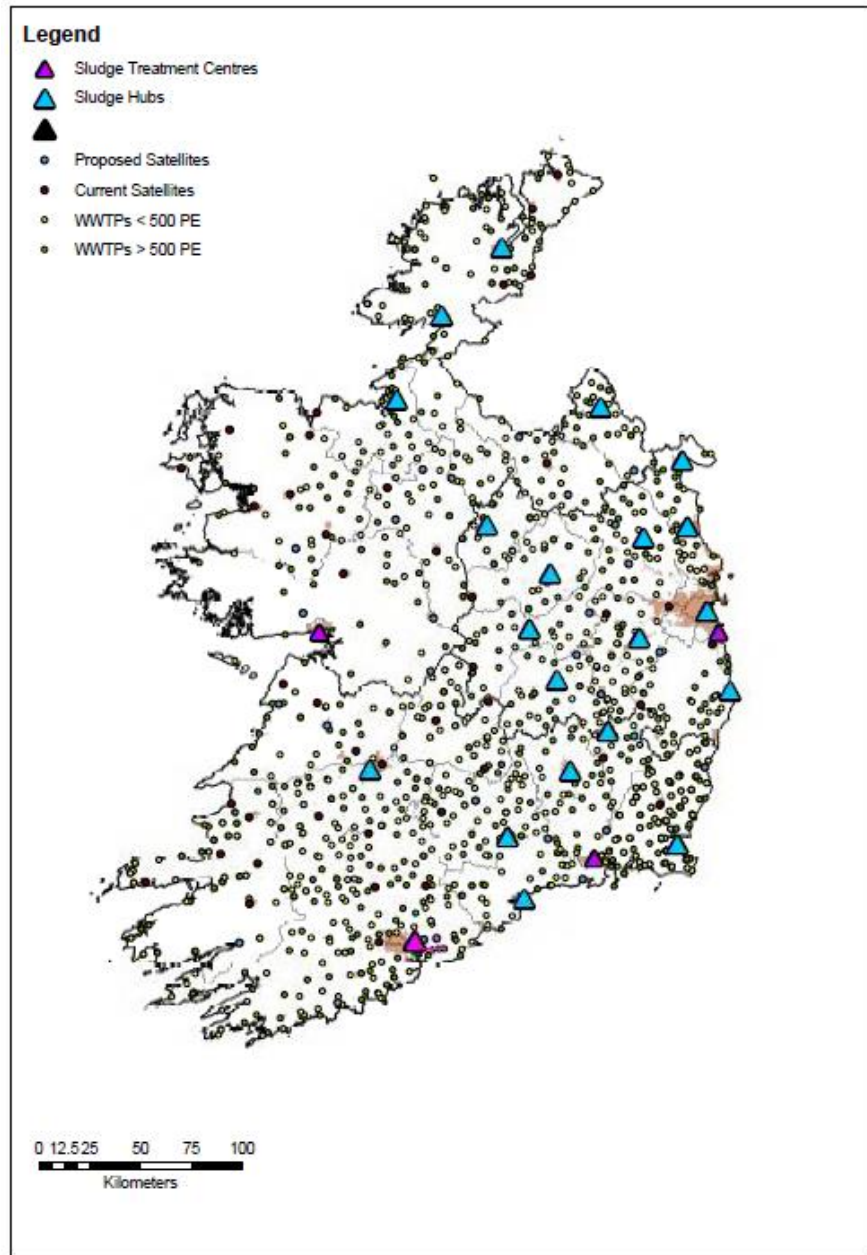 Legend
Sludge Treatment Centres
Sludge Hubs
Proposed Satellites
Current Satellites
WWTPs < 500 PE
WWTPs > 500 PE
0 12.5 25 50 75 100
Kilometers